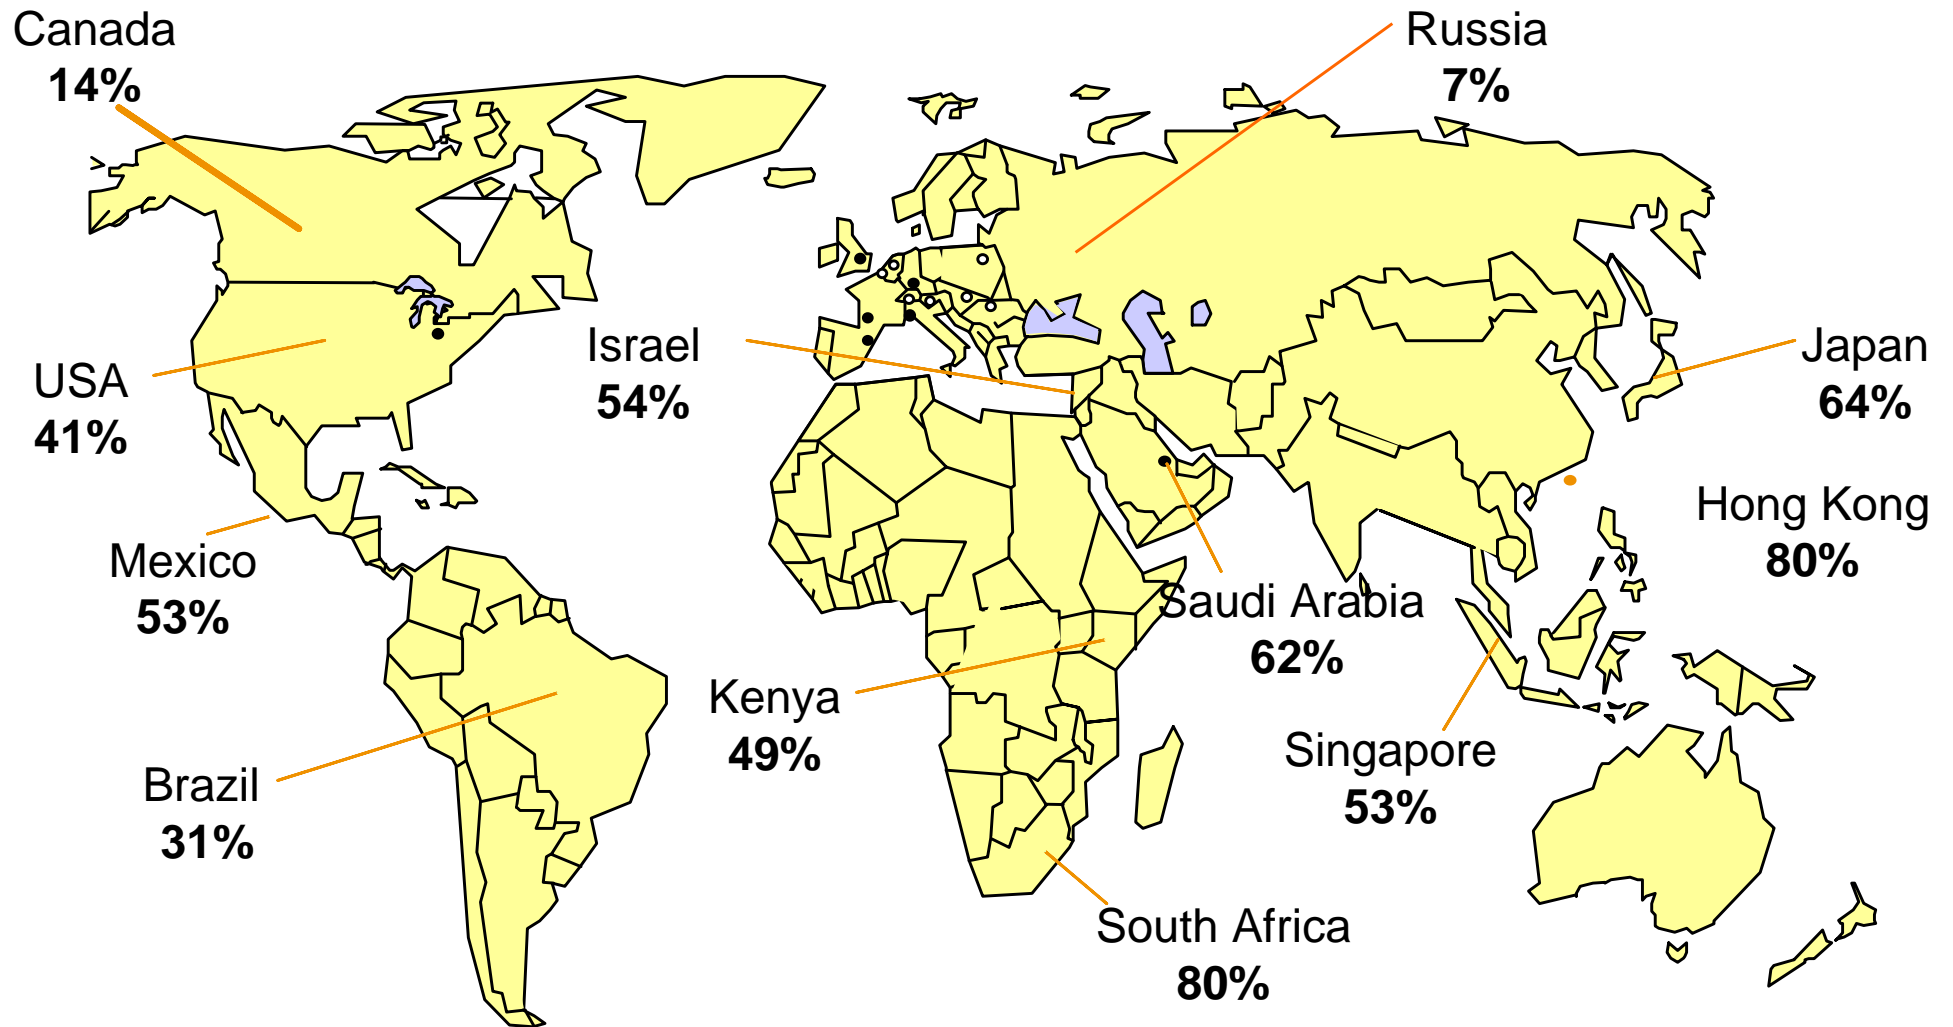 Canada
14%
Russia
7%
Israel
54%
Japan
64%
USA
41%
Hong Kong
80%
Mexico
53%
Saudi Arabia
62%
Kenya
49%
Singapore
53%
Brazil
31%
South Africa
80%